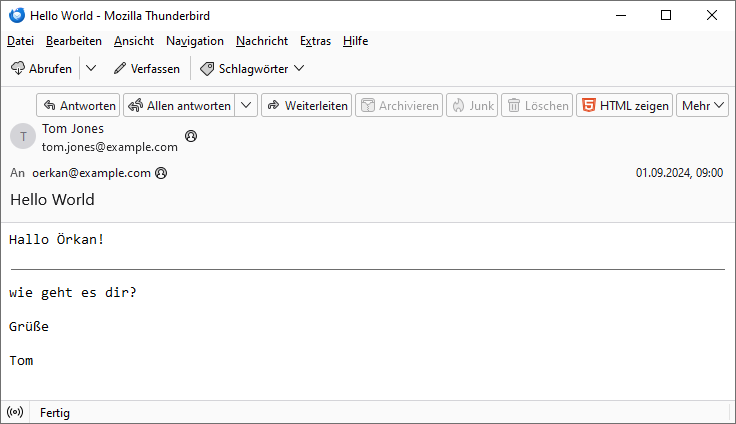 Hello World - Mozilla Thunderbird
Datei Bearbeiten Ansicht Navigation Nachricht Extras Hilfe
Abrufen Verfassen Schlagwörter
Antworten Allen antworten Weiterleiten Archivieren Junk Löschen HTML zeigen Mehr
T Tom Jones
tom.jones@example.com
An oerkan@example.com 01.09.2024, 09:00
Hello World
Hallo Örkan!
wie geht es dir?
Grüße
Tom
Fertig